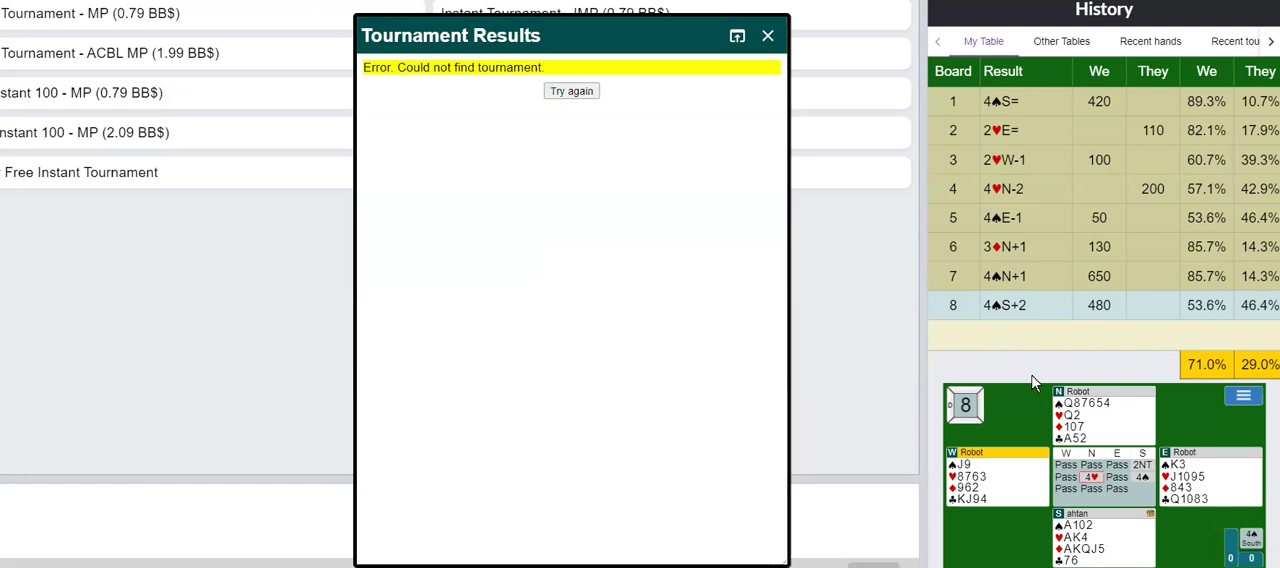 Tournament - MP (0.79 BB$)
Instant Tournament - IMP (0.79 BB$)
Tournament - ACBL MP (1.99 BB$)
stant 100 - MP (0.79 BB$)
nstant 100 - MP (2.09 BB$)
Free Instant Tournament
Tournament Results
Error. Could not find tournament.
Try again
History
My Table Other Tables Recent hands Recent tou
Board Result We They We They
1 4♠S= 420 89.3% 10.7%
2 2♥E= 110 82.1% 17.9%
3 2♥W-1 100 60.7% 39.3%
4 4♥N-2 200 57.1% 42.9%
5 4♠E-1 50 53.6% 46.4%
6 3♦N+1 130 85.7% 14.3%
7 4♠N+1 650 85.7% 14.3%
8 4♠S+2 480 53.6% 46.4%
71.0% 29.0%
D 8
N Robot
♠Q87654
♥Q2
♦107
♣A52
W Robot
♠J9
♥8763
♦962
♣KJ94
W N E S
Pass Pass Pass 2NT
Pass 4♥ Pass 4♠
Pass Pass Pass
E Robot
♠K3
♥J1095
♦843
♣Q1083
S ahtan
♠A102
♥AK4
♦AKQJ5
♣76
4♠
South
0 0